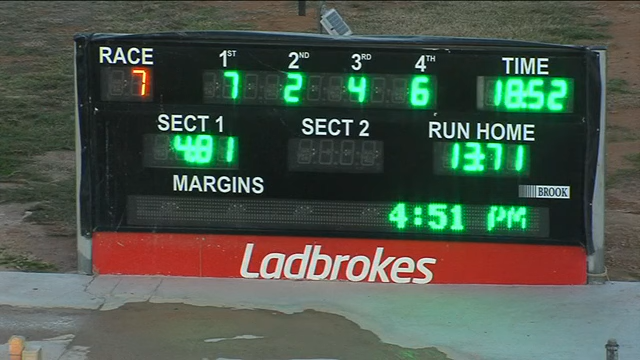 RACE 1ST 2ND 3RD 4TH TIME
7 7 2 4 6 18:52
SECT 1 SECT 2 RUN HOME
4.81 13:71
MARGINS BROOK
4:51 PM
Ladbrokes